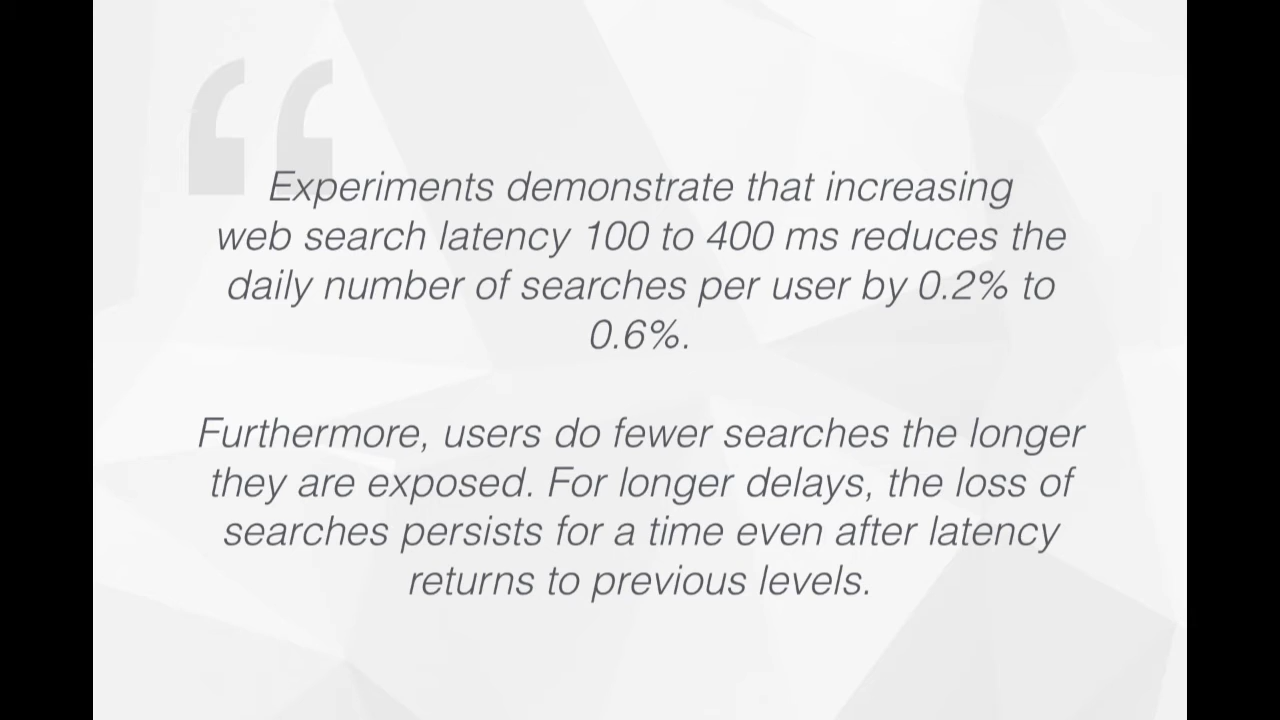 “
Experiments demonstrate that increasing
web search latency 100 to 400 ms reduces the
daily number of searches per user by 0.2% to
0.6%.
Furthermore, users do fewer searches the longer
they are exposed. For longer delays, the loss of
searches persists for a time even after latency
returns to previous levels.